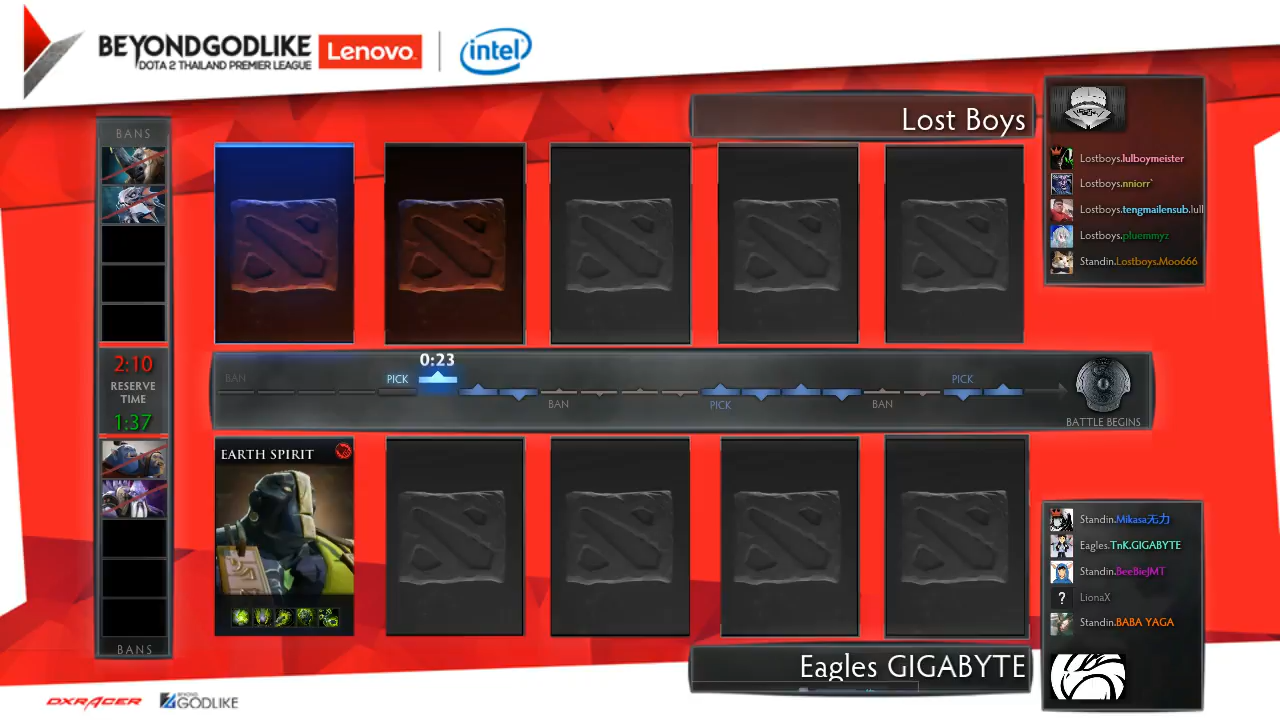 BEYONDGODLIKE
DOTA 2 THAILAND PREMIER LEAGUE
Lenovo
intel
Lost Boys
BANS
Lostboys.lulboymeister
Lostboys.nniorr`
Lostboys.tengmailensub.lull
Lostboys.pluemmyz
Standin.Lostboys.Moo666
2:10
RESERVE
TIME
1:37
BAN
PICK
0:23
BAN
PICK
BAN
PICK
BATTLE BEGINS
EARTH SPIRIT
Standin.Mikasa无力
Eagles.TnK.GIGABYTE
Standin.BeeBieJMT
? LionaX
Standin.BABA YAGA
BANS
Eagles GIGABYTE
DXRACER
BEYOND
GODLIKE